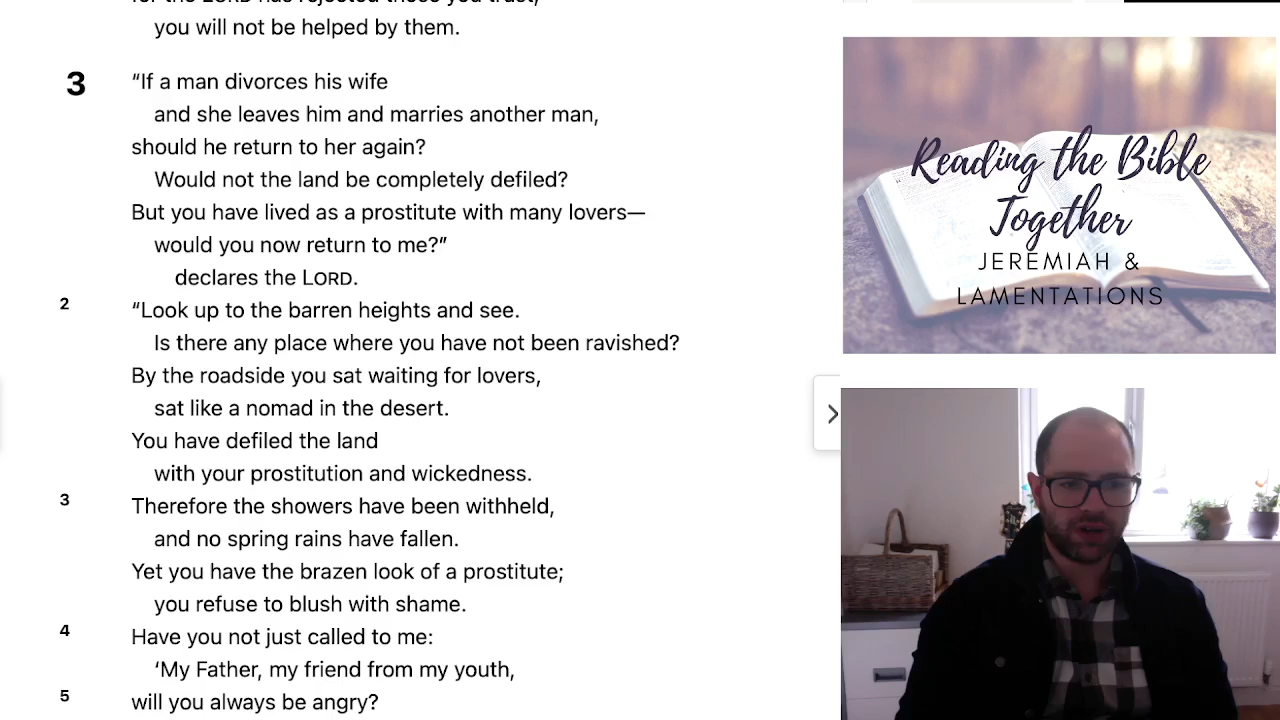 you will not be helped by them.
3 “If a man divorces his wife
and she leaves him and marries another man,
should he return to her again?
Would not the land be completely defiled?
But you have lived as a prostitute with many lovers—
would you now return to me?”
declares the LORD.
2 “Look up to the barren heights and see.
Is there any place where you have not been ravished?
By the roadside you sat waiting for lovers,
sat like a nomad in the desert.
You have defiled the land
with your prostitution and wickedness.
3 Therefore the showers have been withheld,
and no spring rains have fallen.
Yet you have the brazen look of a prostitute;
you refuse to blush with shame.
4 Have you not just called to me:
‘My Father, my friend from my youth,
5 will you always be angry?
Reading the Bible
Together
JEREMIAH &
LAMENTATIONS